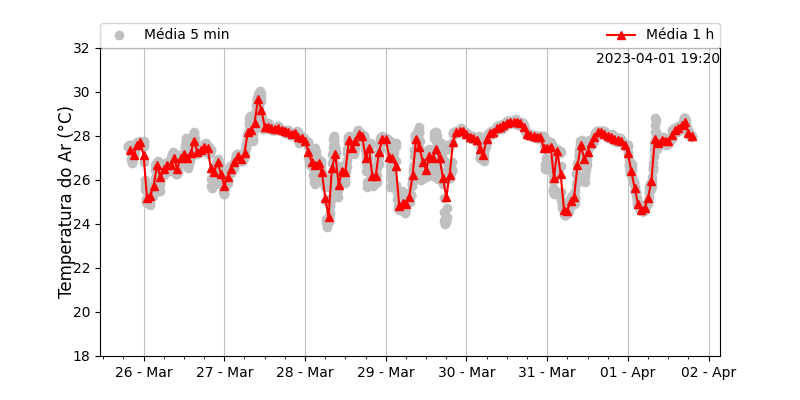 Média 5 min
Média 1 h
2023-04-01 19:20
Temperatura do Ar (°C)
32
30
28
26
24
22
20
18
26 - Mar
27 - Mar
28 - Mar
29 - Mar
30 - Mar
31 - Mar
01 - Apr
02 - Apr